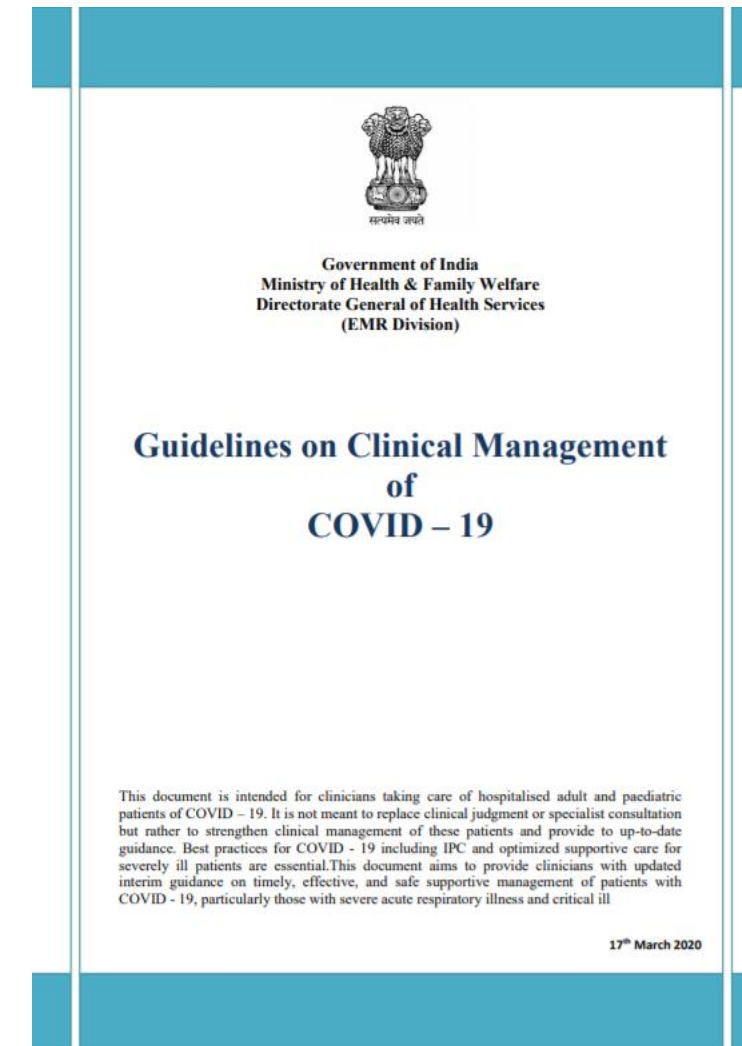 सत्यमेव जयते
Government of India
Ministry of Health & Family Welfare
Directorate General of Health Services
(EMR Division)
Guidelines on Clinical Management
of
COVID – 19
This document is intended for clinicians taking care of hospitalised adult and paediatric
patients of COVID – 19. It is not meant to replace clinical judgment or specialist consultation
but rather to strengthen clinical management of these patients and provide to up-to-date
guidance. Best practices for COVID - 19 including IPC and optimized supportive care for
severely ill patients are essential.This document aims to provide clinicians with updated
interim guidance on timely, effective, and safe supportive management of patients with
COVID - 19, particularly those with severe acute respiratory illness and critical ill
17th March 2020